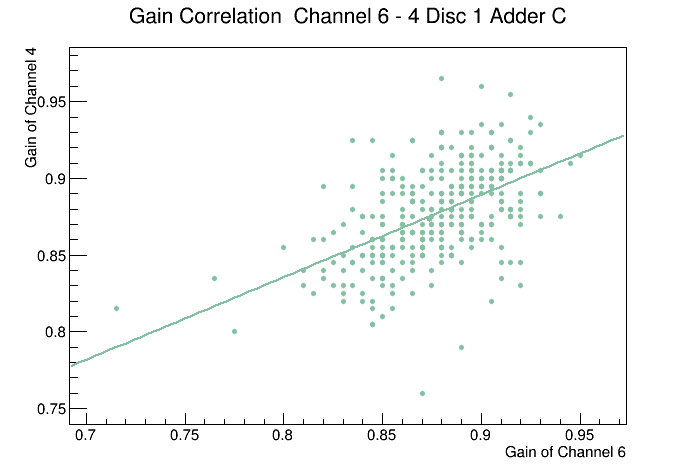 Gain Correlation  Channel 6 - 4 Disc 1 Adder C
Gain of Channel 4
0.95
0.9
0.85
0.8
0.75
0.7 0.75 0.8 0.85 0.9 0.95
Gain of Channel 6